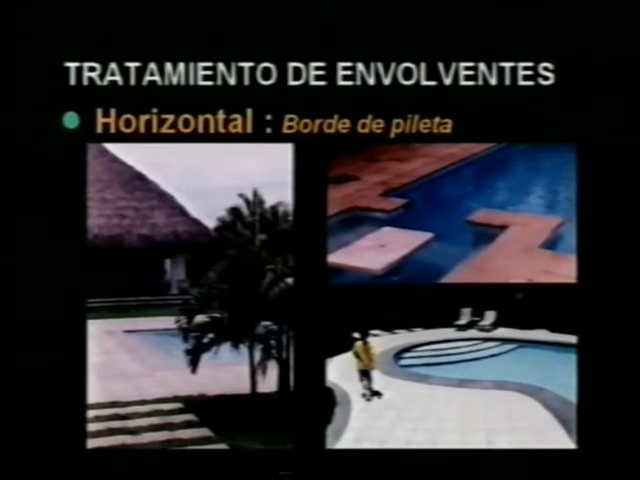 TRATAMIENTO DE ENVOLVENTES
Horizontal : Borde de pileta